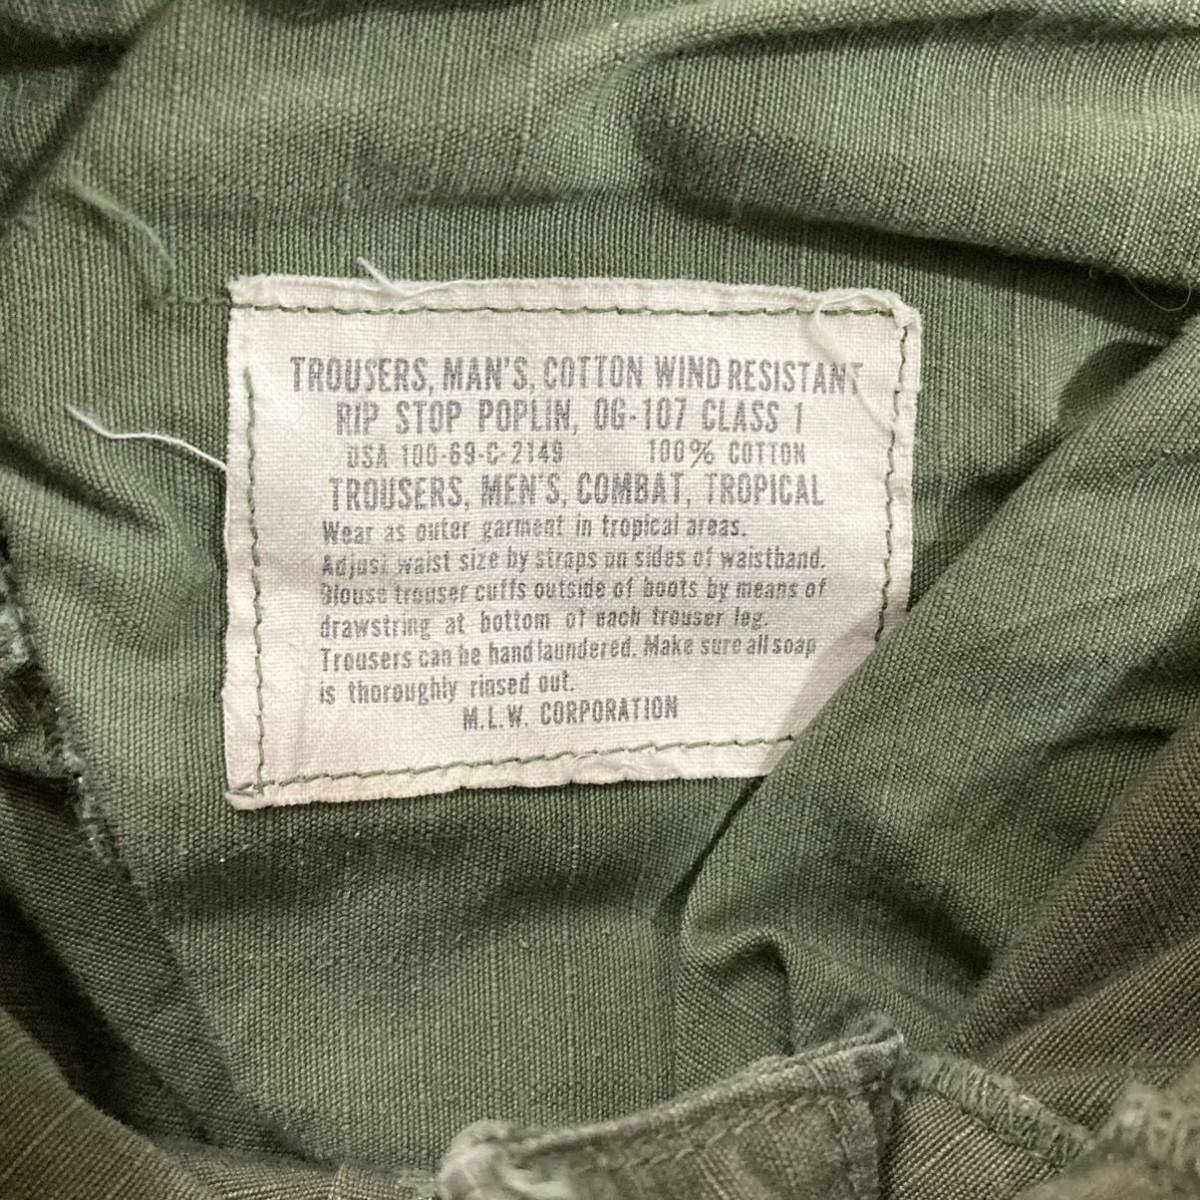 TROUSERS, MAN'S, COTTON WIND RESISTANT
RIP STOP POPLIN, OG-107 CLASS 1
DSA 100-69-C-2149 100% COTTON
TROUSERS, MEN'S, COMBAT, TROPICAL
Wear as outer garment in tropical areas.
Adjust waist size by straps on sides of waistband.
Blouse trouser cuffs outside of boots by means of
drawstring at bottom of each trouser leg.
Trousers can be hand laundered. Make sure all soap
is thoroughly rinsed out.
M.L.W. CORPORATION